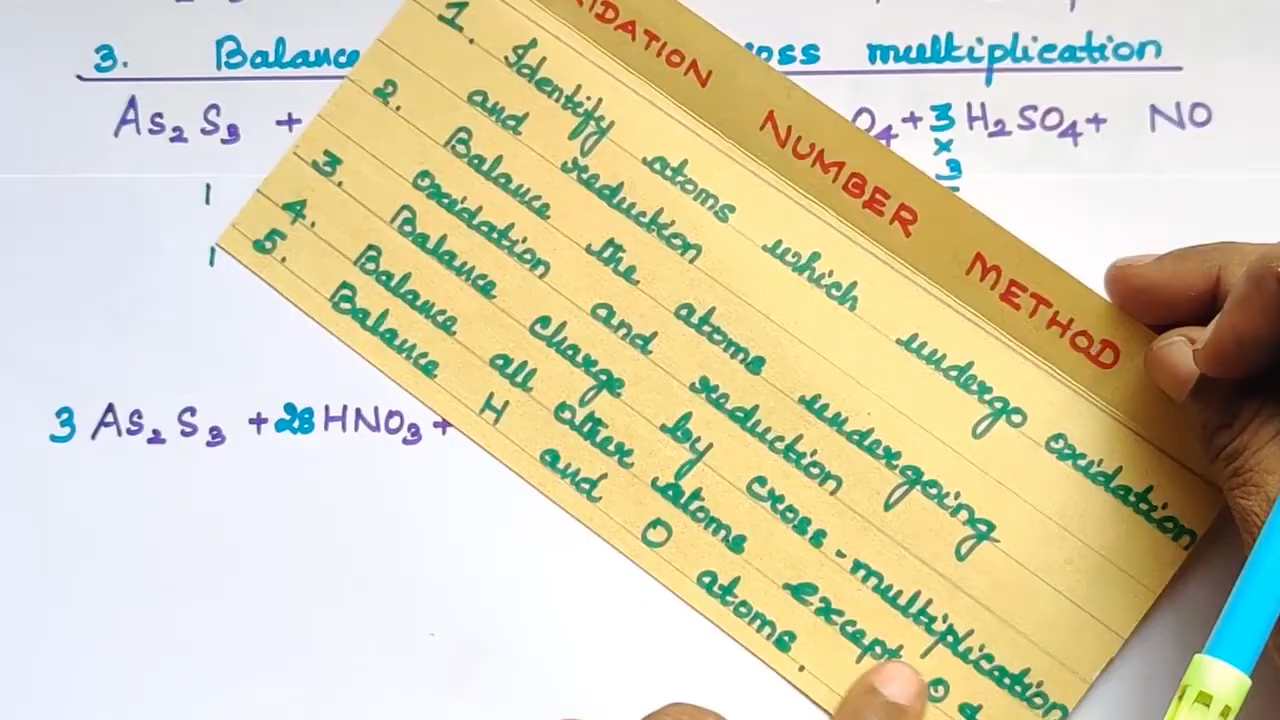 3. Balance oss multiplication
As₂S₃ + O₄ + 3 H₂SO₄ + NO
x
3
1
1
3 As₂S₃ + 28 HNO₃ +
IDATION NUMBER METHOD
1. Identify atoms which undergo oxidation
and reduction
2. Balance the atoms undergoing
oxidation and reduction
3. Balance charge by cross-multiplication
4. Balance all other atoms except O &
5. Balance H and O atoms.